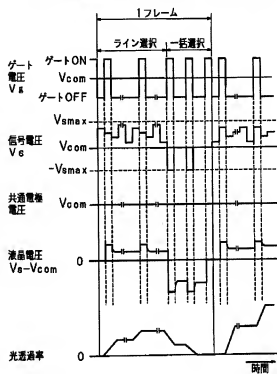 1フレーム
ライン選択
一括選択
ゲート電圧 Vg
ゲートON
Vcom
ゲートOFF
信号電圧 Vs
Vsmax
Vcom
-Vsmax
共通電極電圧
Vcom
液晶電圧 Vs-Vcom
0
光透過率
0
時間